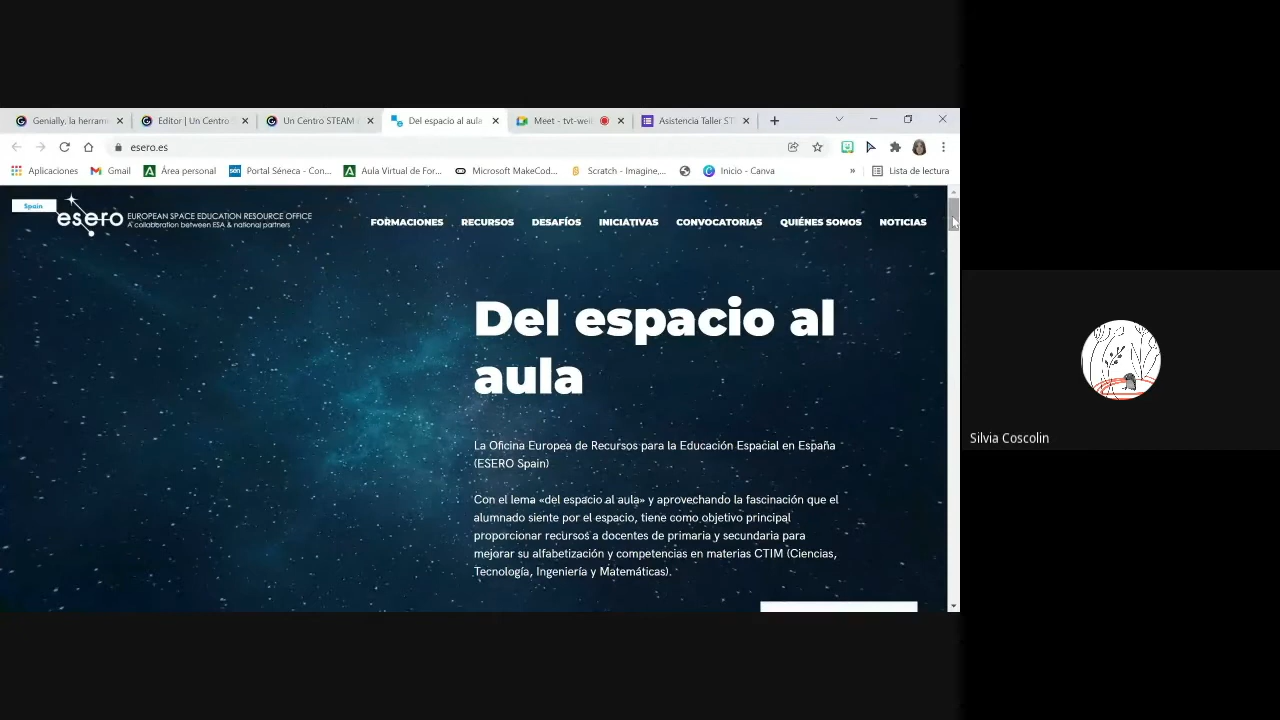 Genially, la herram
Editor | Un Centro
Un Centro STEAM
Del espacio al aula
Meet - tvt-wei
Asistencia Taller ST
esero.es
Aplicaciones
Gmail
Área personal
Portal Séneca - Con...
Aula Virtual de For...
Microsoft MakeCod...
Scratch - Imagine,...
Inicio - Canva
»
Lista de lectura
Spain
esero
EUROPEAN SPACE EDUCATION RESOURCE OFFICE
A collaboration between ESA & national partners
FORMACIONES
RECURSOS
DESAFÍOS
INICIATIVAS
CONVOCATORIAS
QUIÉNES SOMOS
NOTICIAS
Del espacio al
aula
La Oficina Europea de Recursos para la Educación Espacial en España
(ESERO Spain)
Con el lema «del espacio al aula» y aprovechando la fascinación que el
alumnado siente por el espacio, tiene como objetivo principal
proporcionar recursos a docentes de primaria y secundaria para
mejorar su alfabetización y competencias en materias CTIM (Ciencias,
Tecnología, Ingeniería y Matemáticas).
Silvia Coscolin